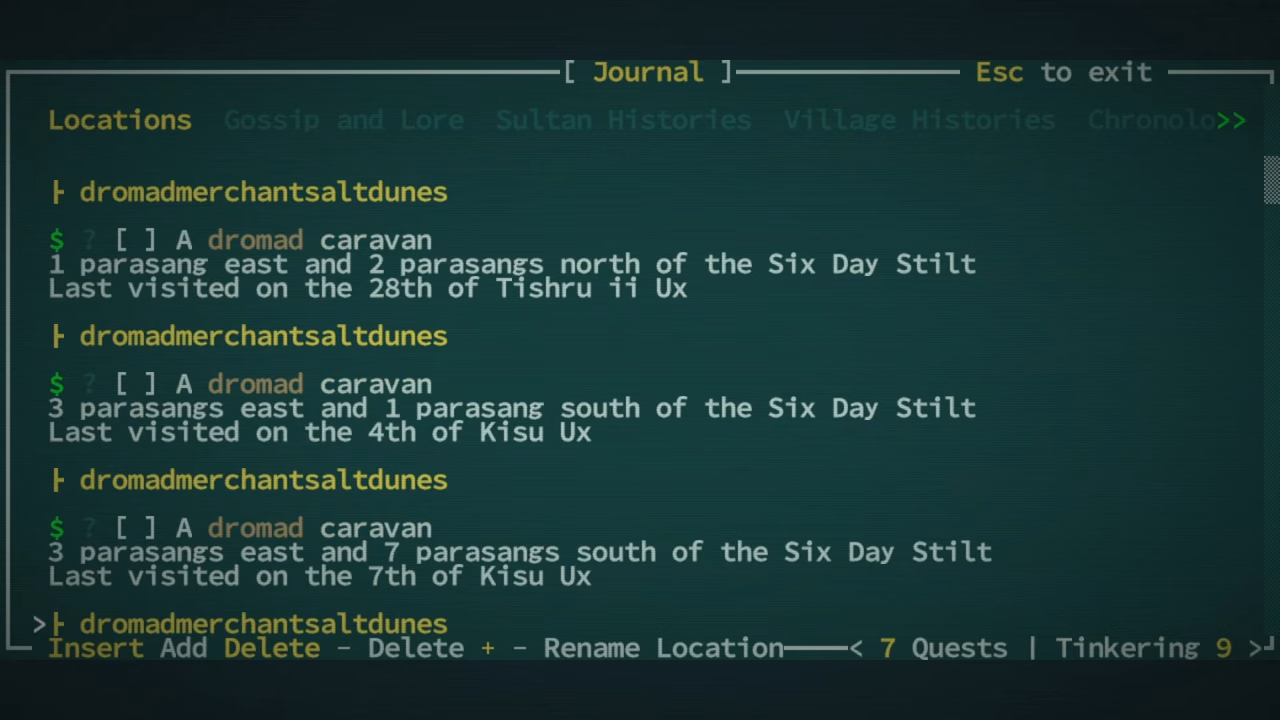 [ Journal ] Esc to exit
Locations Gossip and Lore Sultan Histories Village Histories Chronolo>>
├ dromadmerchantsaltdunes
$ ? [ ] A dromad caravan
1 parasang east and 2 parasangs north of the Six Day Stilt
Last visited on the 28th of Tishru ii Ux
├ dromadmerchantsaltdunes
$ ? [ ] A dromad caravan
3 parasangs east and 1 parasang south of the Six Day Stilt
Last visited on the 4th of Kisu Ux
├ dromadmerchantsaltdunes
$ ? [ ] A dromad caravan
3 parasangs east and 7 parasangs south of the Six Day Stilt
Last visited on the 7th of Kisu Ux
>├ dromadmerchantsaltdunes
Insert Add Delete - Delete + - Rename Location < 7 Quests | Tinkering 9 >